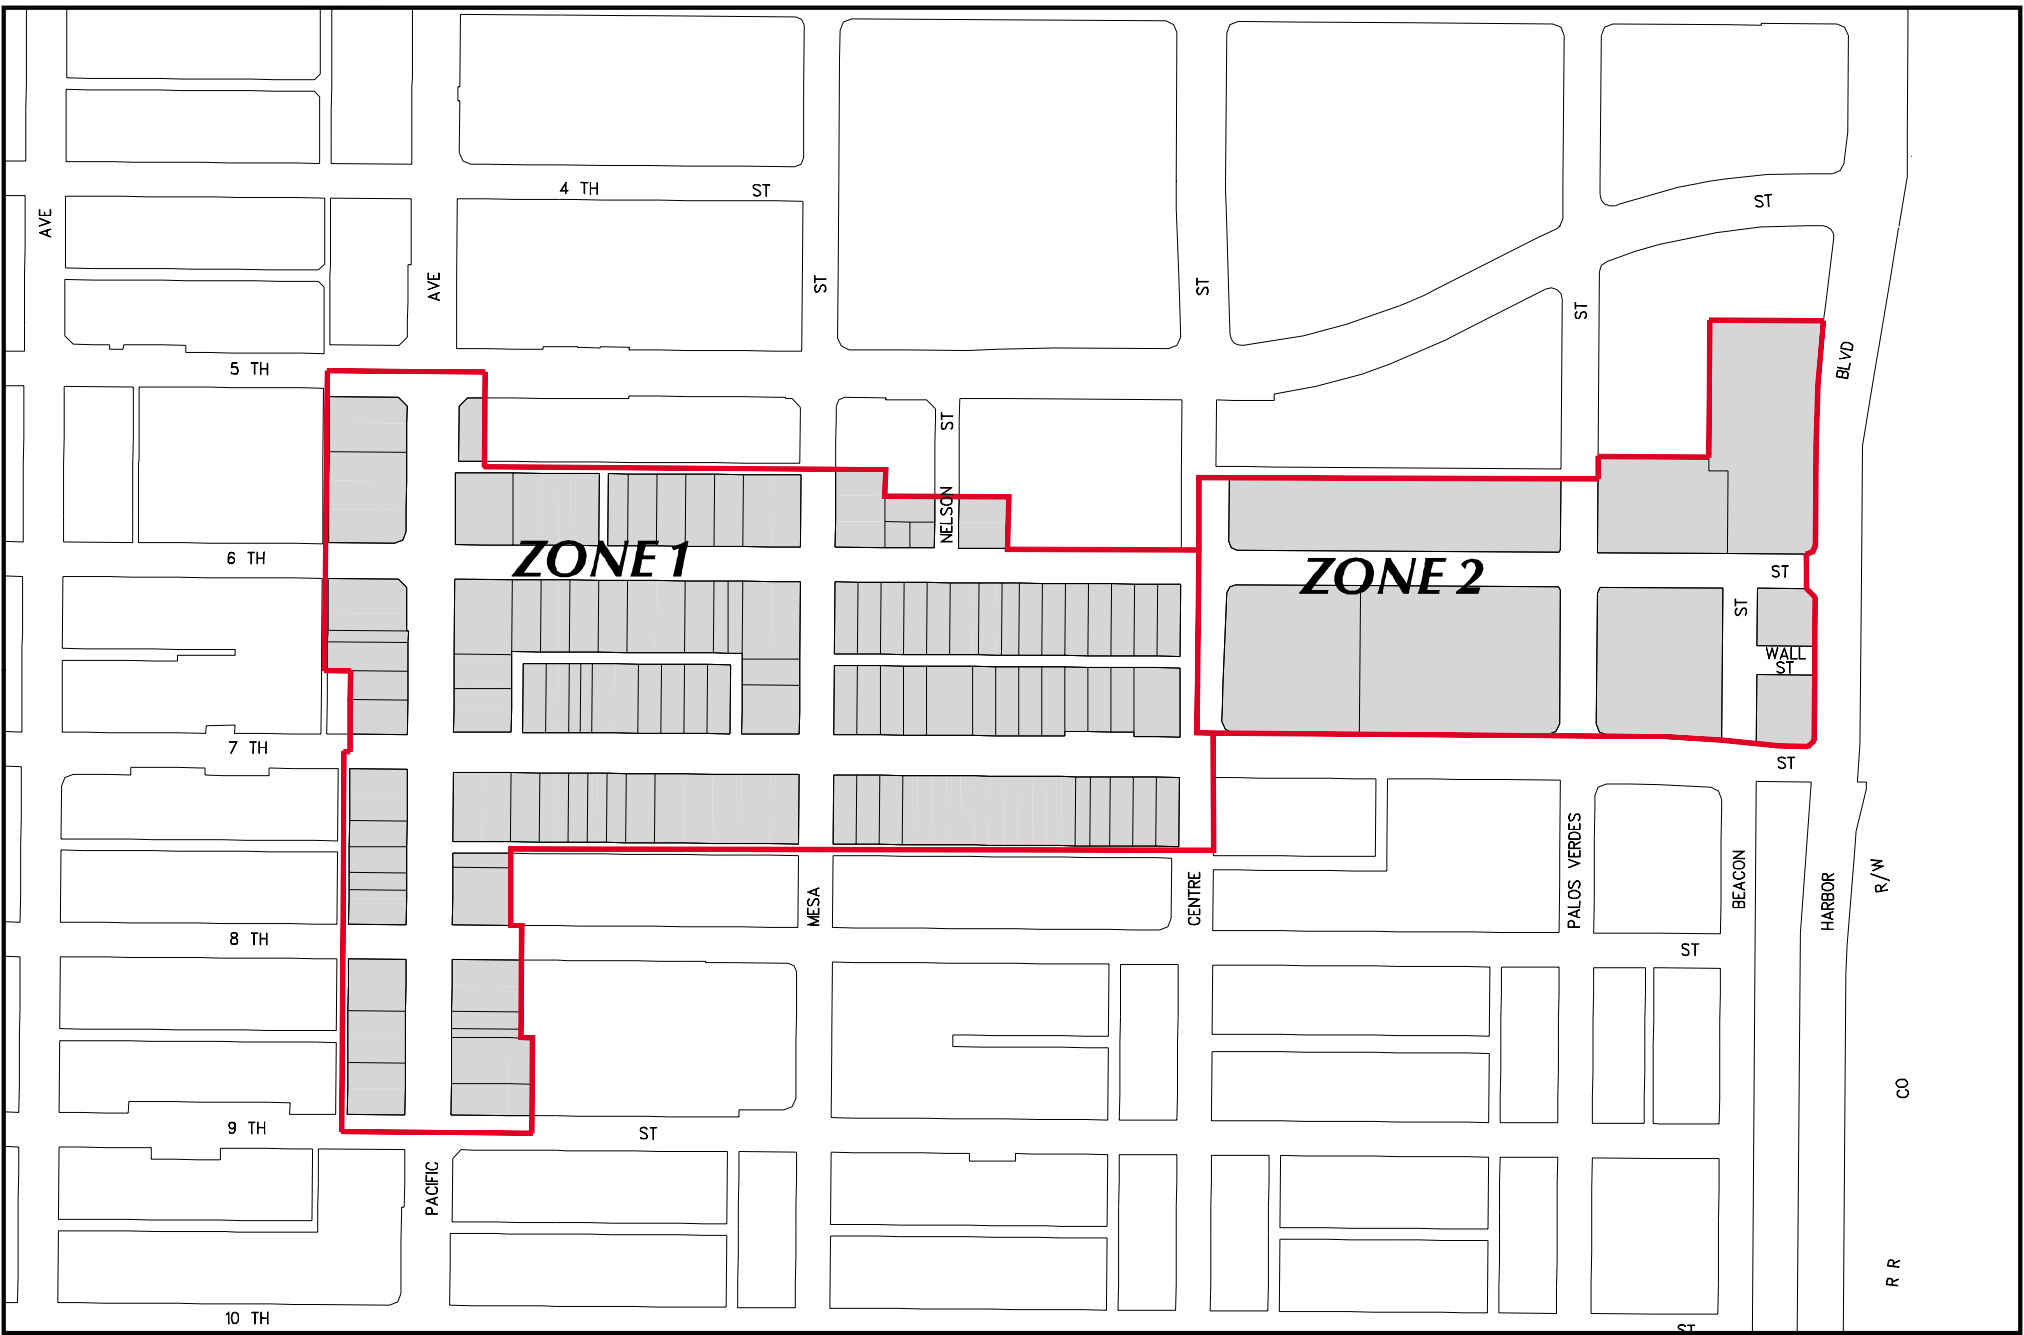 4 TH ST
ST
AVE
AVE
ST
ST
ST
BLVD
5 TH
ST
NELSON
6 TH
ZONE 1
ZONE 2
ST
ST
WALL
ST
7 TH
ST
PALOS VERDES
BEACON
HARBOR
R/W
MESA
CENTRE
8 TH
ST
CO
9 TH
ST
PACIFIC
R R
10 TH
ST